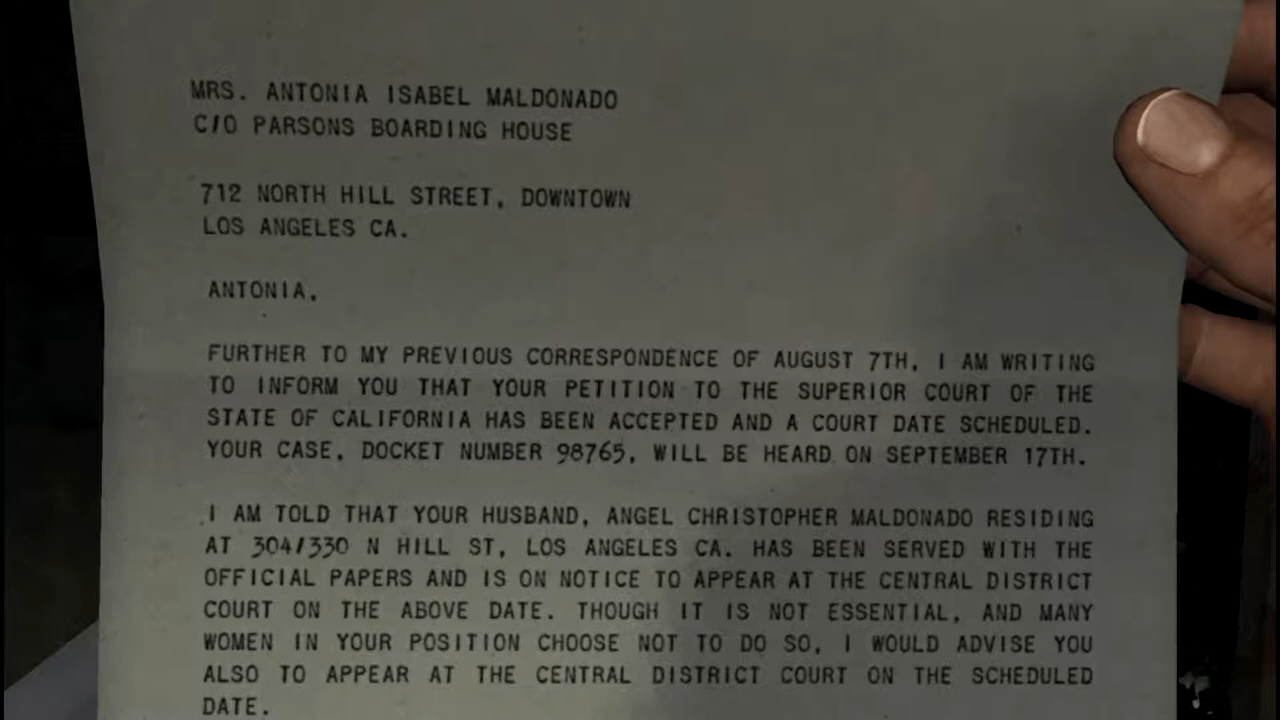 MRS. ANTONIA ISABEL MALDONADO
C/O PARSONS BOARDING HOUSE
712 NORTH HILL STREET, DOWNTOWN
LOS ANGELES CA.
ANTONIA,
FURTHER TO MY PREVIOUS CORRESPONDENCE OF AUGUST 7TH, I AM WRITING
TO INFORM YOU THAT YOUR PETITION TO THE SUPERIOR COURT OF THE
STATE OF CALIFORNIA HAS BEEN ACCEPTED AND A COURT DATE SCHEDULED.
YOUR CASE, DOCKET NUMBER 98765, WILL BE HEARD ON SEPTEMBER 17TH.
I AM TOLD THAT YOUR HUSBAND, ANGEL CHRISTOPHER MALDONADO RESIDING
AT 304/330 N HILL ST, LOS ANGELES CA. HAS BEEN SERVED WITH THE
OFFICIAL PAPERS AND IS ON NOTICE TO APPEAR AT THE CENTRAL DISTRICT
COURT ON THE ABOVE DATE. THOUGH IT IS NOT ESSENTIAL, AND MANY
WOMEN IN YOUR POSITION CHOOSE NOT TO DO SO, I WOULD ADVISE YOU
ALSO TO APPEAR AT THE CENTRAL DISTRICT COURT ON THE SCHEDULED
DATE.